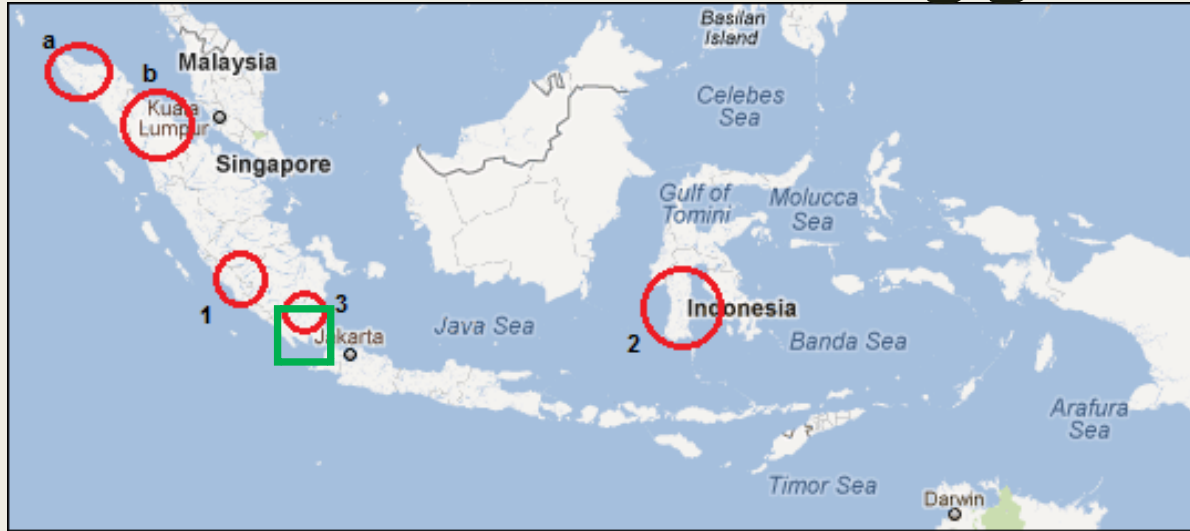 Basilan
Island
a
b
Malaysia
Kuala
Lumpur
Celebes
Sea
Singapore
Gulf of
Tomini
Molucca
Sea
1
3
Jakarta
Java Sea
2
Indonesia
Banda Sea
Arafura
Sea
Timor Sea
Darwin